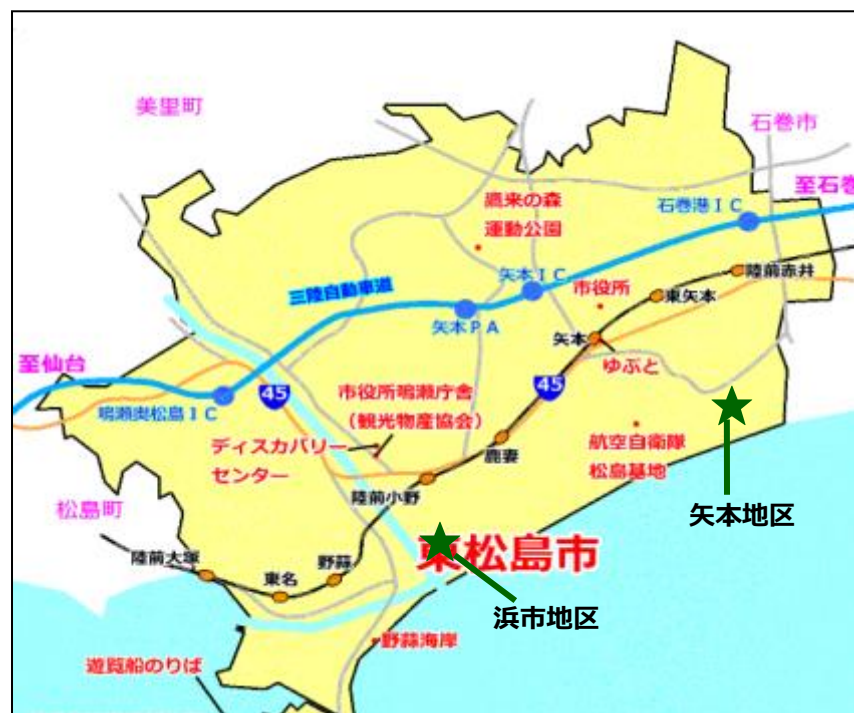 美里町
石巻市
至石巻
石巻港IC
鷹来の森
運動公園
陸前赤井
矢本IC
三陸自動車道
市役所
東矢本
矢本PA
矢本
至仙台
ゆぷと
45
45
鳴瀬奥松島IC
市役所鳴瀬庁舎
(観光物産協会)
ディスカバリー
センター
鹿妻
航空自衛隊
松島基地
陸前小野
矢本地区
松島町
東松島市
陸前大塚
野蒜
東名
浜市地区
野蒜海岸
遊覧船のりば